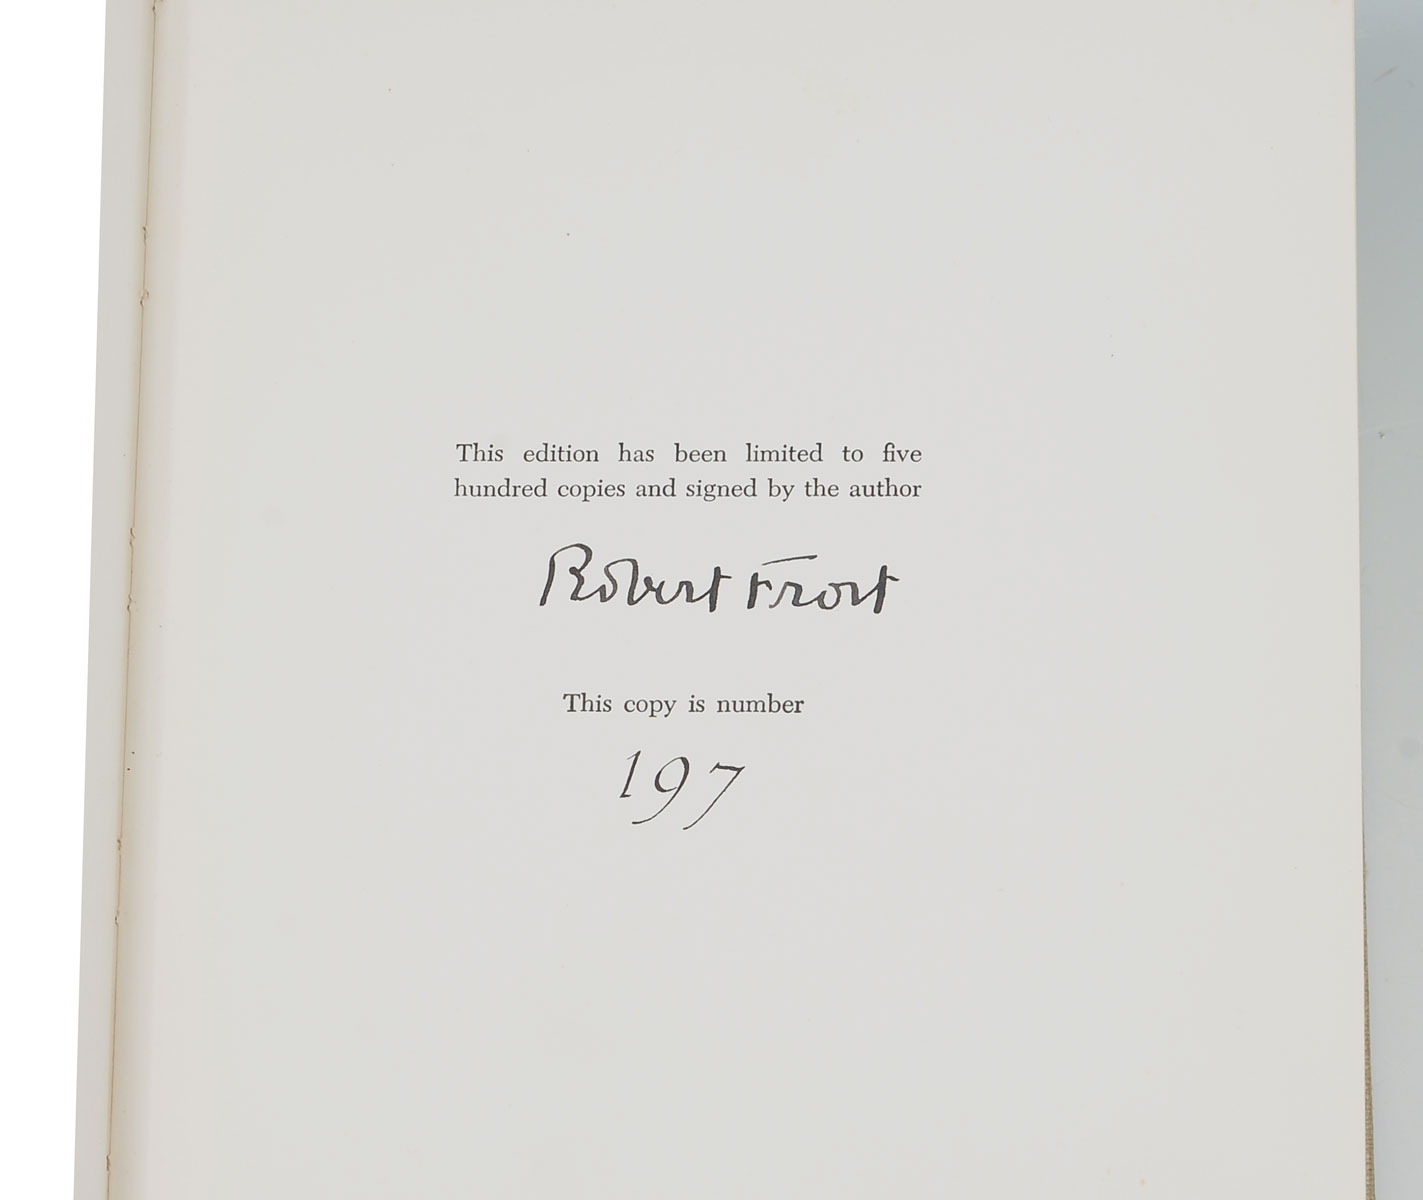 This edition has been limited to five
hundred copies and signed by the author
Robert Frost
This copy is number
197